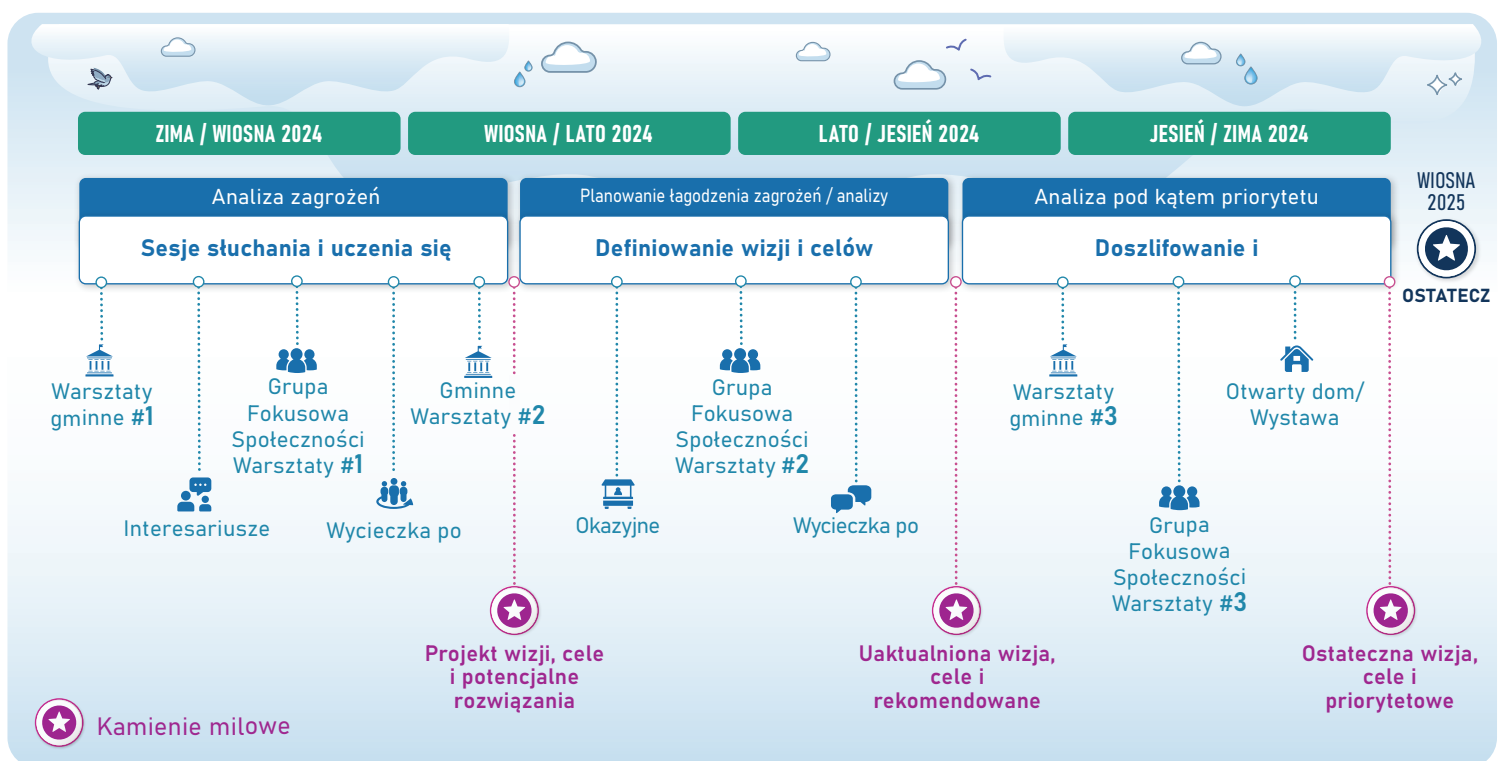 ZIMA / WIOSNA 2024
WIOSNA / LATO 2024
LATO / JESIEŃ 2024
JESIEŃ / ZIMA 2024
Analiza zagrożeń
Sesje słuchania i uczenia się
Planowanie łagodzenia zagrożeń / analizy
Definiowanie wizji i celów
Analiza pod kątem priorytetu
Doszlifowanie i
WIOSNA
2025
OSTATECZ
Warsztaty
gminne #1
Interesariusze
Grupa
Fokusowa
Społeczności
Warsztaty #1
Wycieczka po
Gminne
Warsztaty #2
Okazyjne
Grupa
Fokusowa
Społeczności
Warsztaty #2
Wycieczka po
Warsztaty
gminne #3
Grupa
Fokusowa
Społeczności
Warsztaty #3
Otwarty dom/
Wystawa
Projekt wizji, cele
i potencjalne
rozwiązania
Uaktualniona wizja,
cele i
rekomendowane
Ostateczna wizja,
cele i
priorytetowe
Kamienie milowe